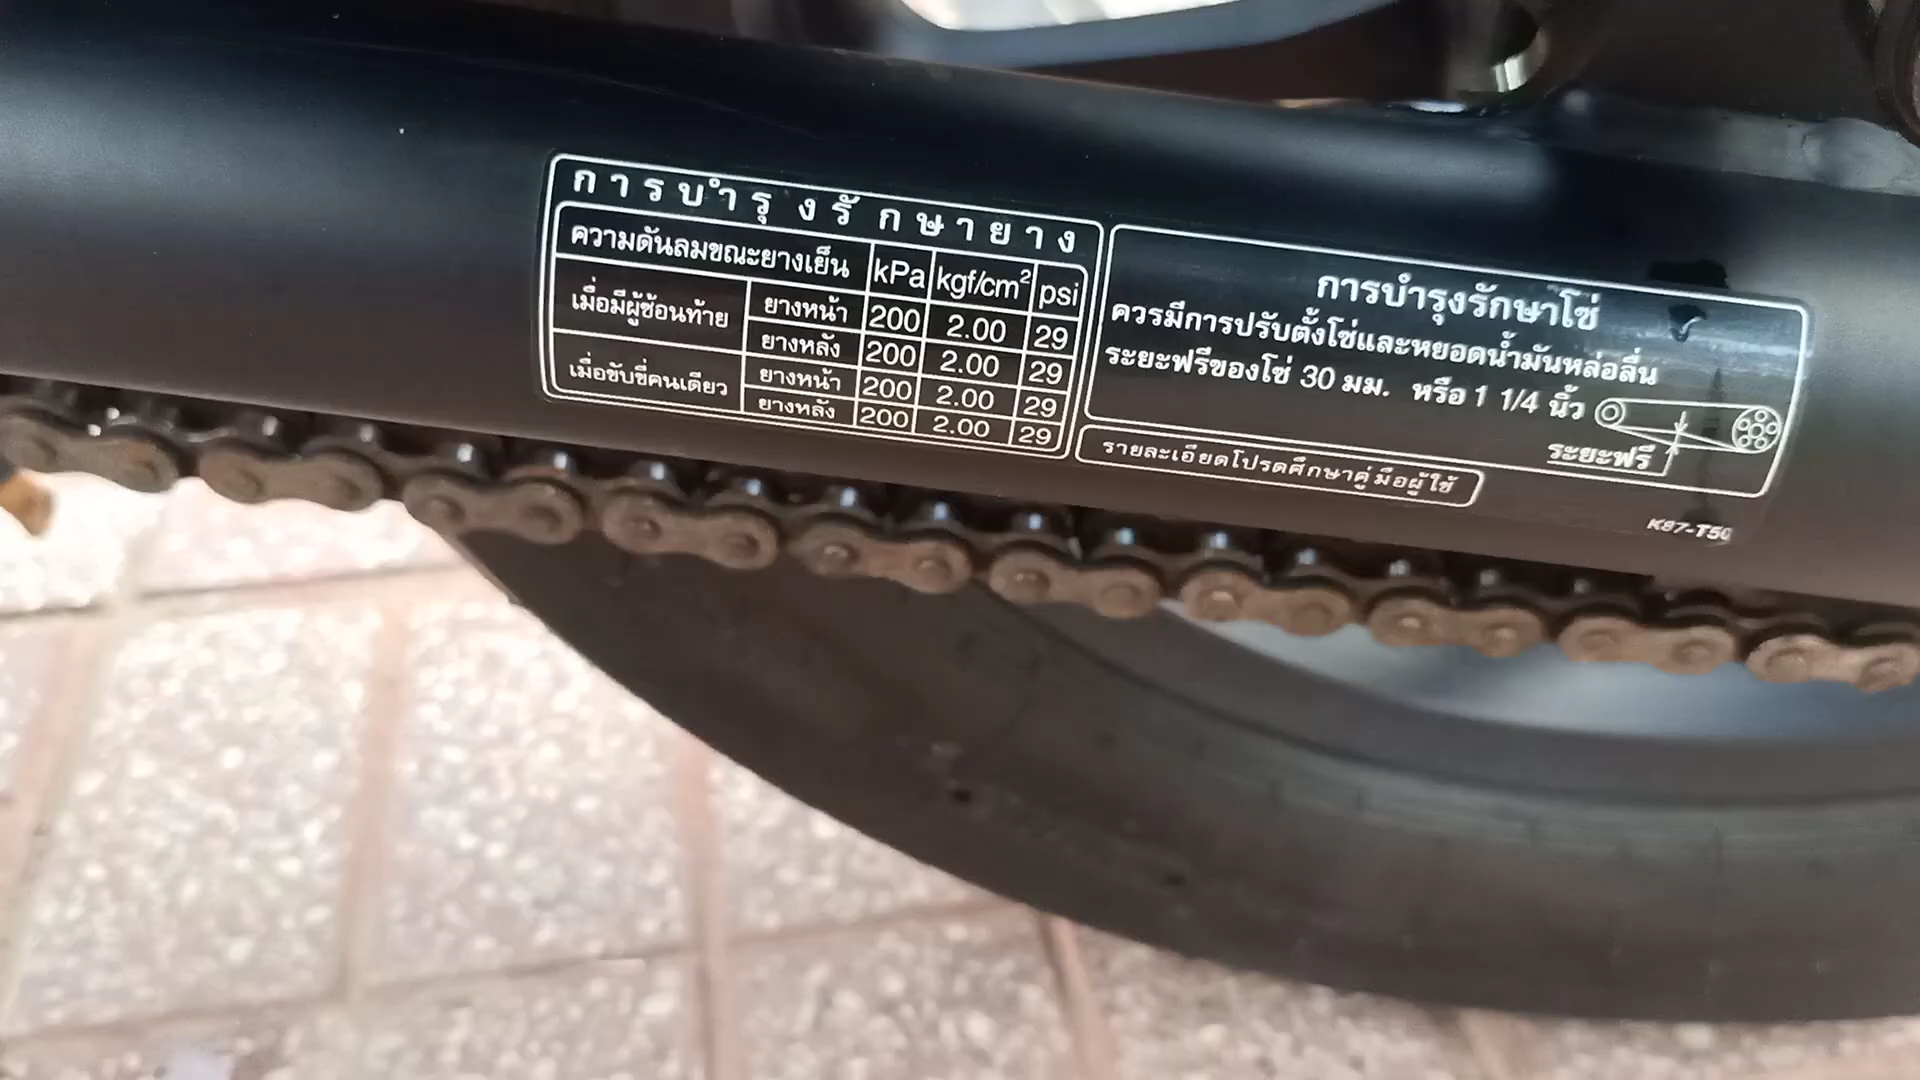 การบำรุงรักษายาง
ความดันลมขณะยางเย็น kPa kgf/cm² psi
เมื่อมีผู้ซ้อนท้าย ยางหน้า 200 2.00 29
ยางหลัง 200 2.00 29
เมื่อขับขี่คนเดียว ยางหน้า 200 2.00 29
ยางหลัง 200 2.00 29
การบำรุงรักษาโซ่
ควรมีการปรับตั้งโซ่และหยอดน้ำมันหล่อลื่น
ระยะฟรีของโซ่ 30 มม. หรือ 1 1/4 นิ้ว
ระยะฟรี
รายละเอียดโปรดศึกษาคู่มือผู้ใช้
K87-T50